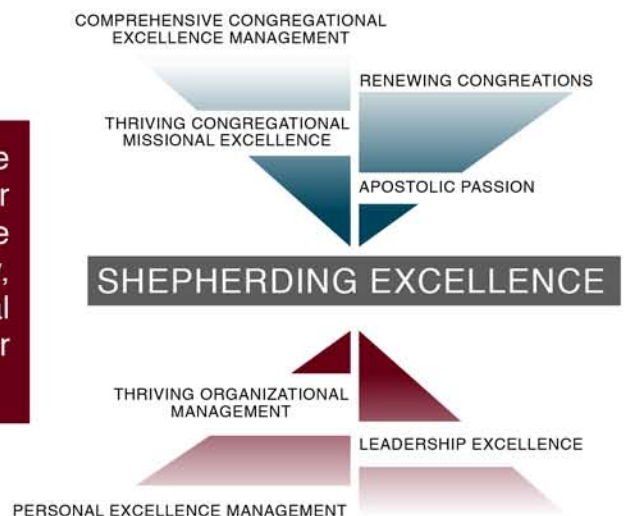 COMPREHENSIVE CONGREGATIONAL
EXCELLENCE MANAGEMENT
RENEWING CONGREATIONS
THRIVING CONGREGATIONAL
MISSIONAL EXCELLENCE
APOSTOLIC PASSION
SHEPHERDING EXCELLENCE
THRIVING ORGANIZATIONAL
MANAGEMENT
LEADERSHIP EXCELLENCE
PERSONAL EXCELLENCE MANAGEMENT